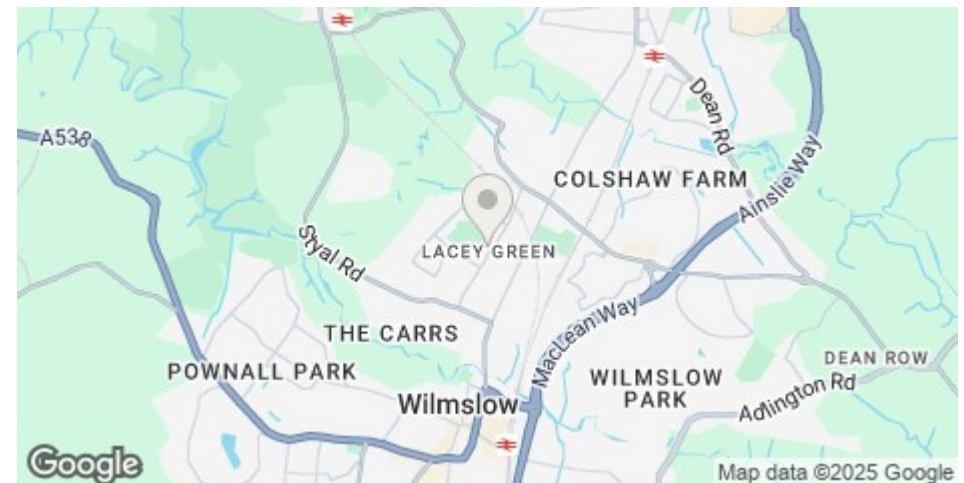 A538
Dean Rd
COLSHAW FARM
Ainslie Way
Styal Rd
LACEY GREEN
THE CARRS
MacLean Way
POWNALL PARK
DEAN ROW
WILMSLOW
PARK
Adlington Rd
Wilmslow
Google
Map data ©2025 Google